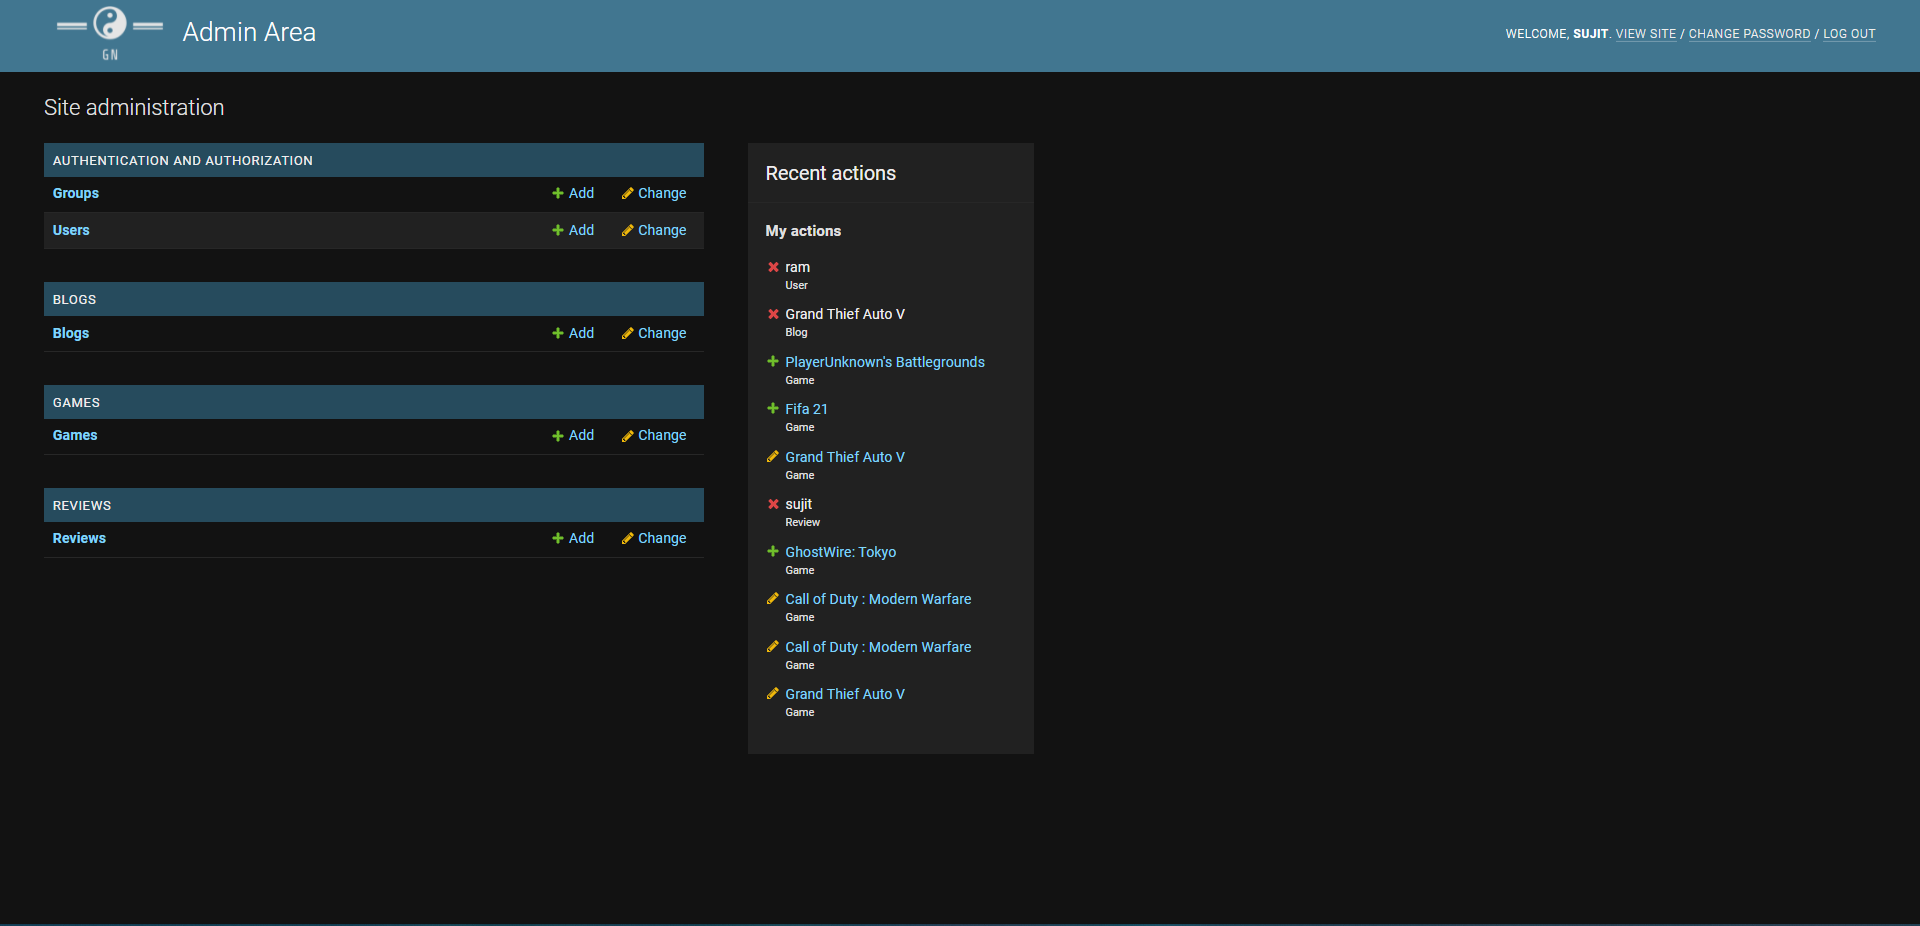 GN
Admin Area
WELCOME, SUJIT. VIEW SITE / CHANGE PASSWORD / LOG OUT
Site administration
AUTHENTICATION AND AUTHORIZATION
Groups Add Change
Users Add Change
BLOGS
Blogs Add Change
GAMES
Games Add Change
REVIEWS
Reviews Add Change
Recent actions
My actions
ram
User
Grand Thief Auto V
Blog
PlayerUnknown's Battlegrounds
Game
Fifa 21
Game
Grand Thief Auto V
Game
sujit
Review
GhostWire: Tokyo
Game
Call of Duty : Modern Warfare
Game
Call of Duty : Modern Warfare
Game
Grand Thief Auto V
Game